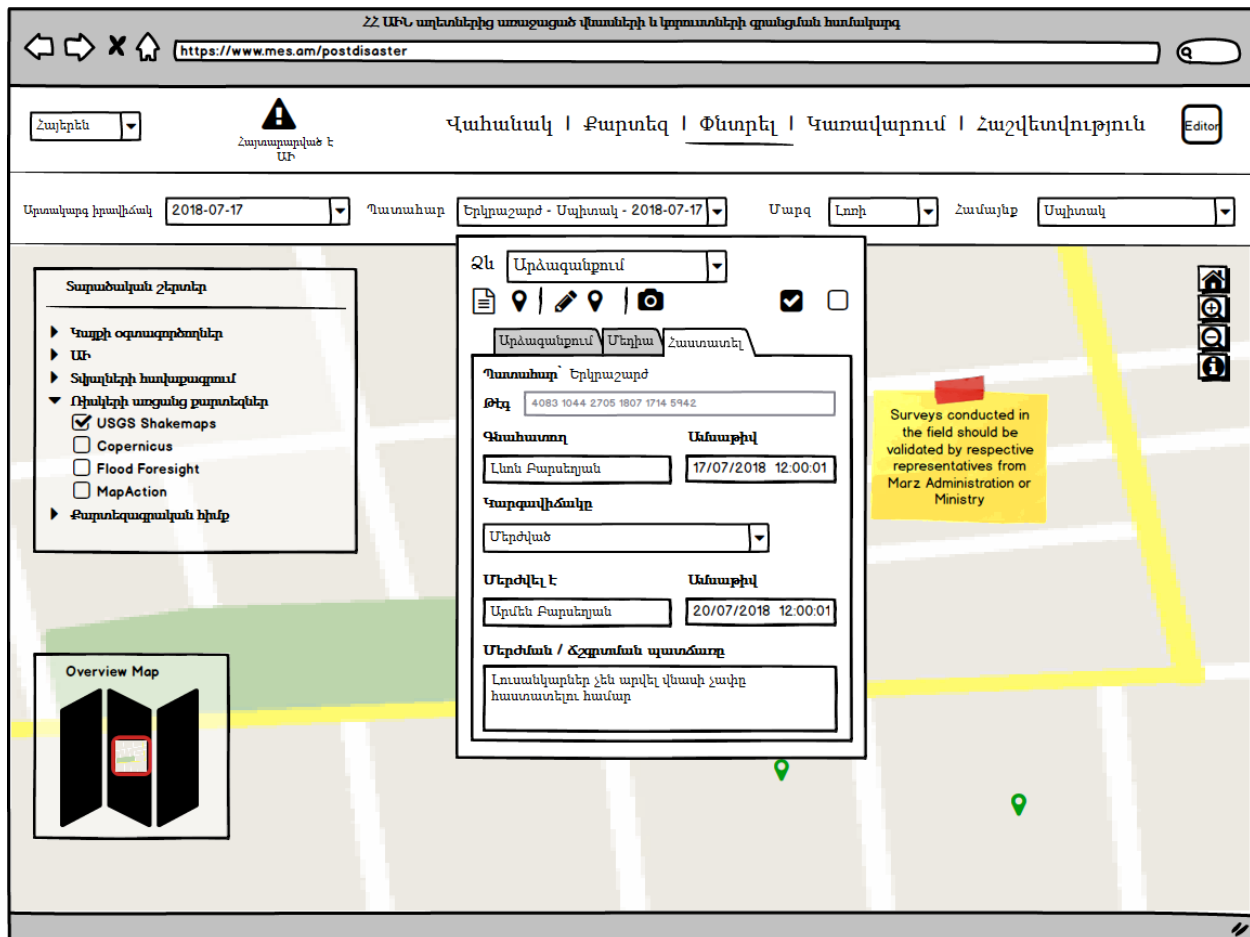 ՀՀ ԱԻՆ աղետներից առաջացած վնասների և կորուստների գրանցման համակարգ
https://www.mes.am/postdisaster
Հայերեն
Հայտարարված է
ԱԻ
Վահանակ | Քարտեզ | Փնտրել | Կառավարում | Հաշվետվություն
Editor
Արտակարգ իրավիճակ
2018-07-17
Պատահար
Երկրաշարժ - Սպիտակ - 2018-07-17
Մարզ
Լոռի
Համայնք
Սպիտակ
Տարածական շերտեր
Կայքի օգտագործողներ
ԱԻ
Տվյալների հավաքագրում
Ռիսկերի առցանց քարտեզներ
USGS Shakemaps
Copernicus
Flood Foresight
MapAction
Քարտեզագրական հիմք
Overview Map
Ձև
Արձագանքում
Արձագանքում
Մեդիա
Հաստատել
Պատահար՝ Երկրաշարժ
Թէգ
4083 1044 2705 1807 1714 5942
Գնահատող
Ամսաթիվ
Լևոն Բարսեղյան
17/07/2018 12:00:01
Կարգավիճակը
Մերժված
Մերժվել է
Ամսաթիվ
Արմեն Բարսեղյան
20/07/2018 12:00:01
Մերժման / ճշգրտման պատճառը
Լուսանկարներ չեն արվել վնասի չափը
հաստատելու համար
Surveys conducted in
the field should be
validated by respective
representatives from
Marz Administration or
Ministry